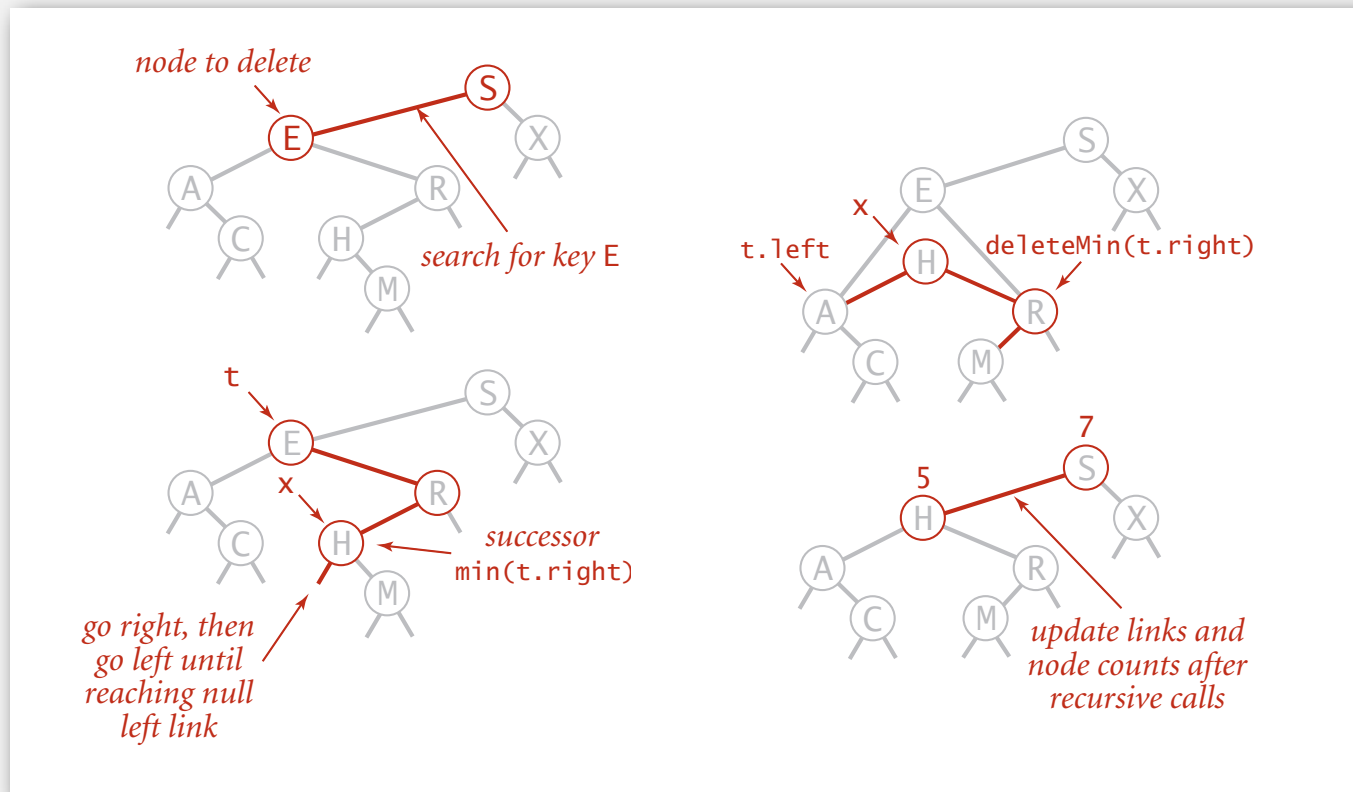 node to delete
S
E
X
A
R
C
H
search for key E
M
t
S
E
X
x
A
R
C
H
successor
min(t.right)
M
go right, then
go left until
reaching null
left link
S
E
X
x
t.left
H
deleteMin(t.right)
A
R
C
M
7
5
S
H
X
A
R
C
M
update links and
node counts after
recursive calls